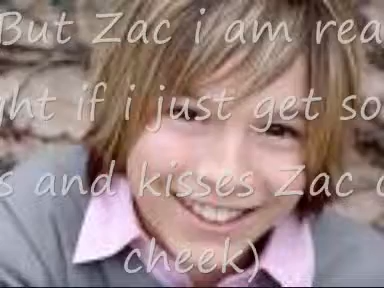 But Zac i am rea
ght if i just get so
s and kisses Zac o
cheek)